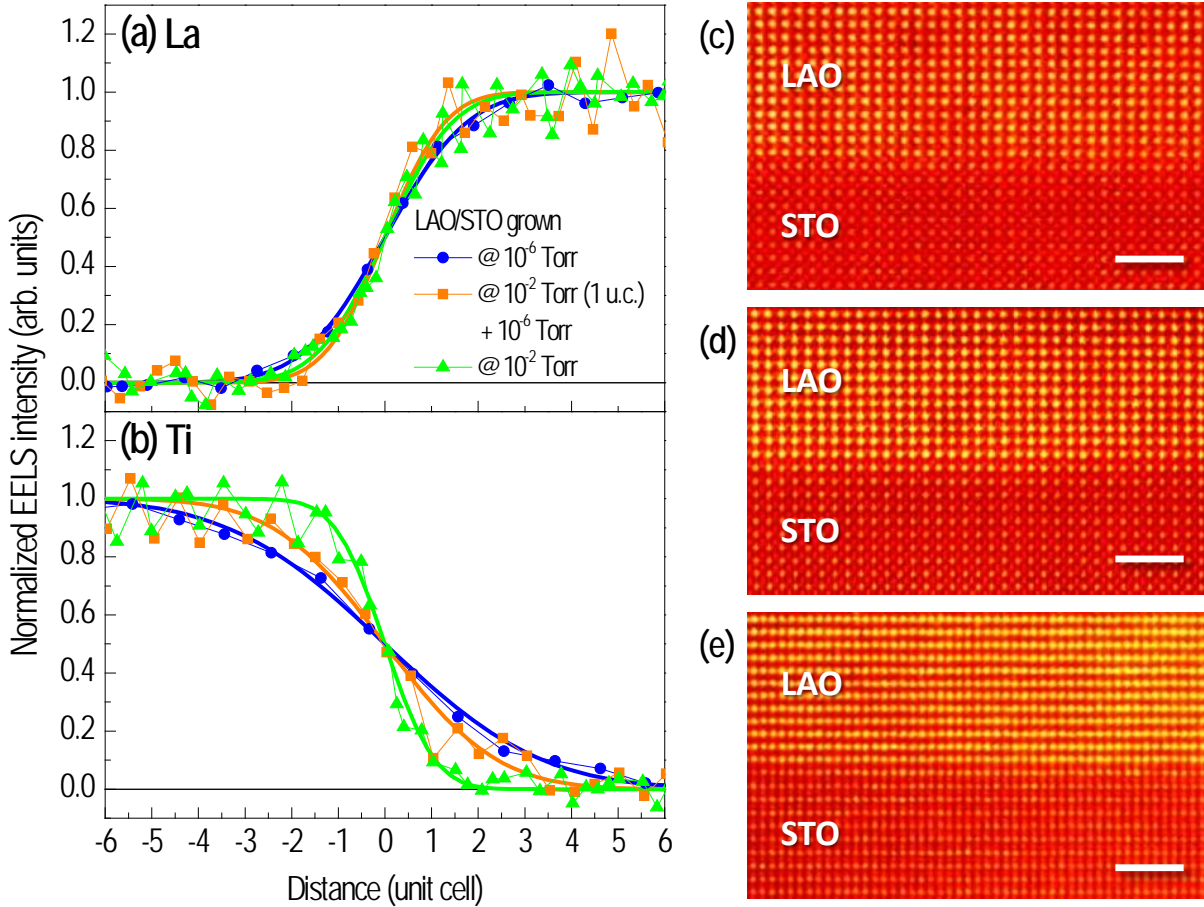 (a) La
1.2
1.0
0.8
0.6
0.4
0.2
0.0
LAO/STO grown
@ 10⁻⁶ Torr
@ 10⁻² Torr (1 u.c.)
+ 10⁻⁶ Torr
@ 10⁻² Torr
(b) Ti
1.2
1.0
0.8
0.6
0.4
0.2
0.0
-6 -5 -4 -3 -2 -1 0 1 2 3 4 5 6
Distance (unit cell)
Normalized EELS intensity (arb. units)
(c)
LAO
STO
(d)
LAO
STO
(e)
LAO
STO